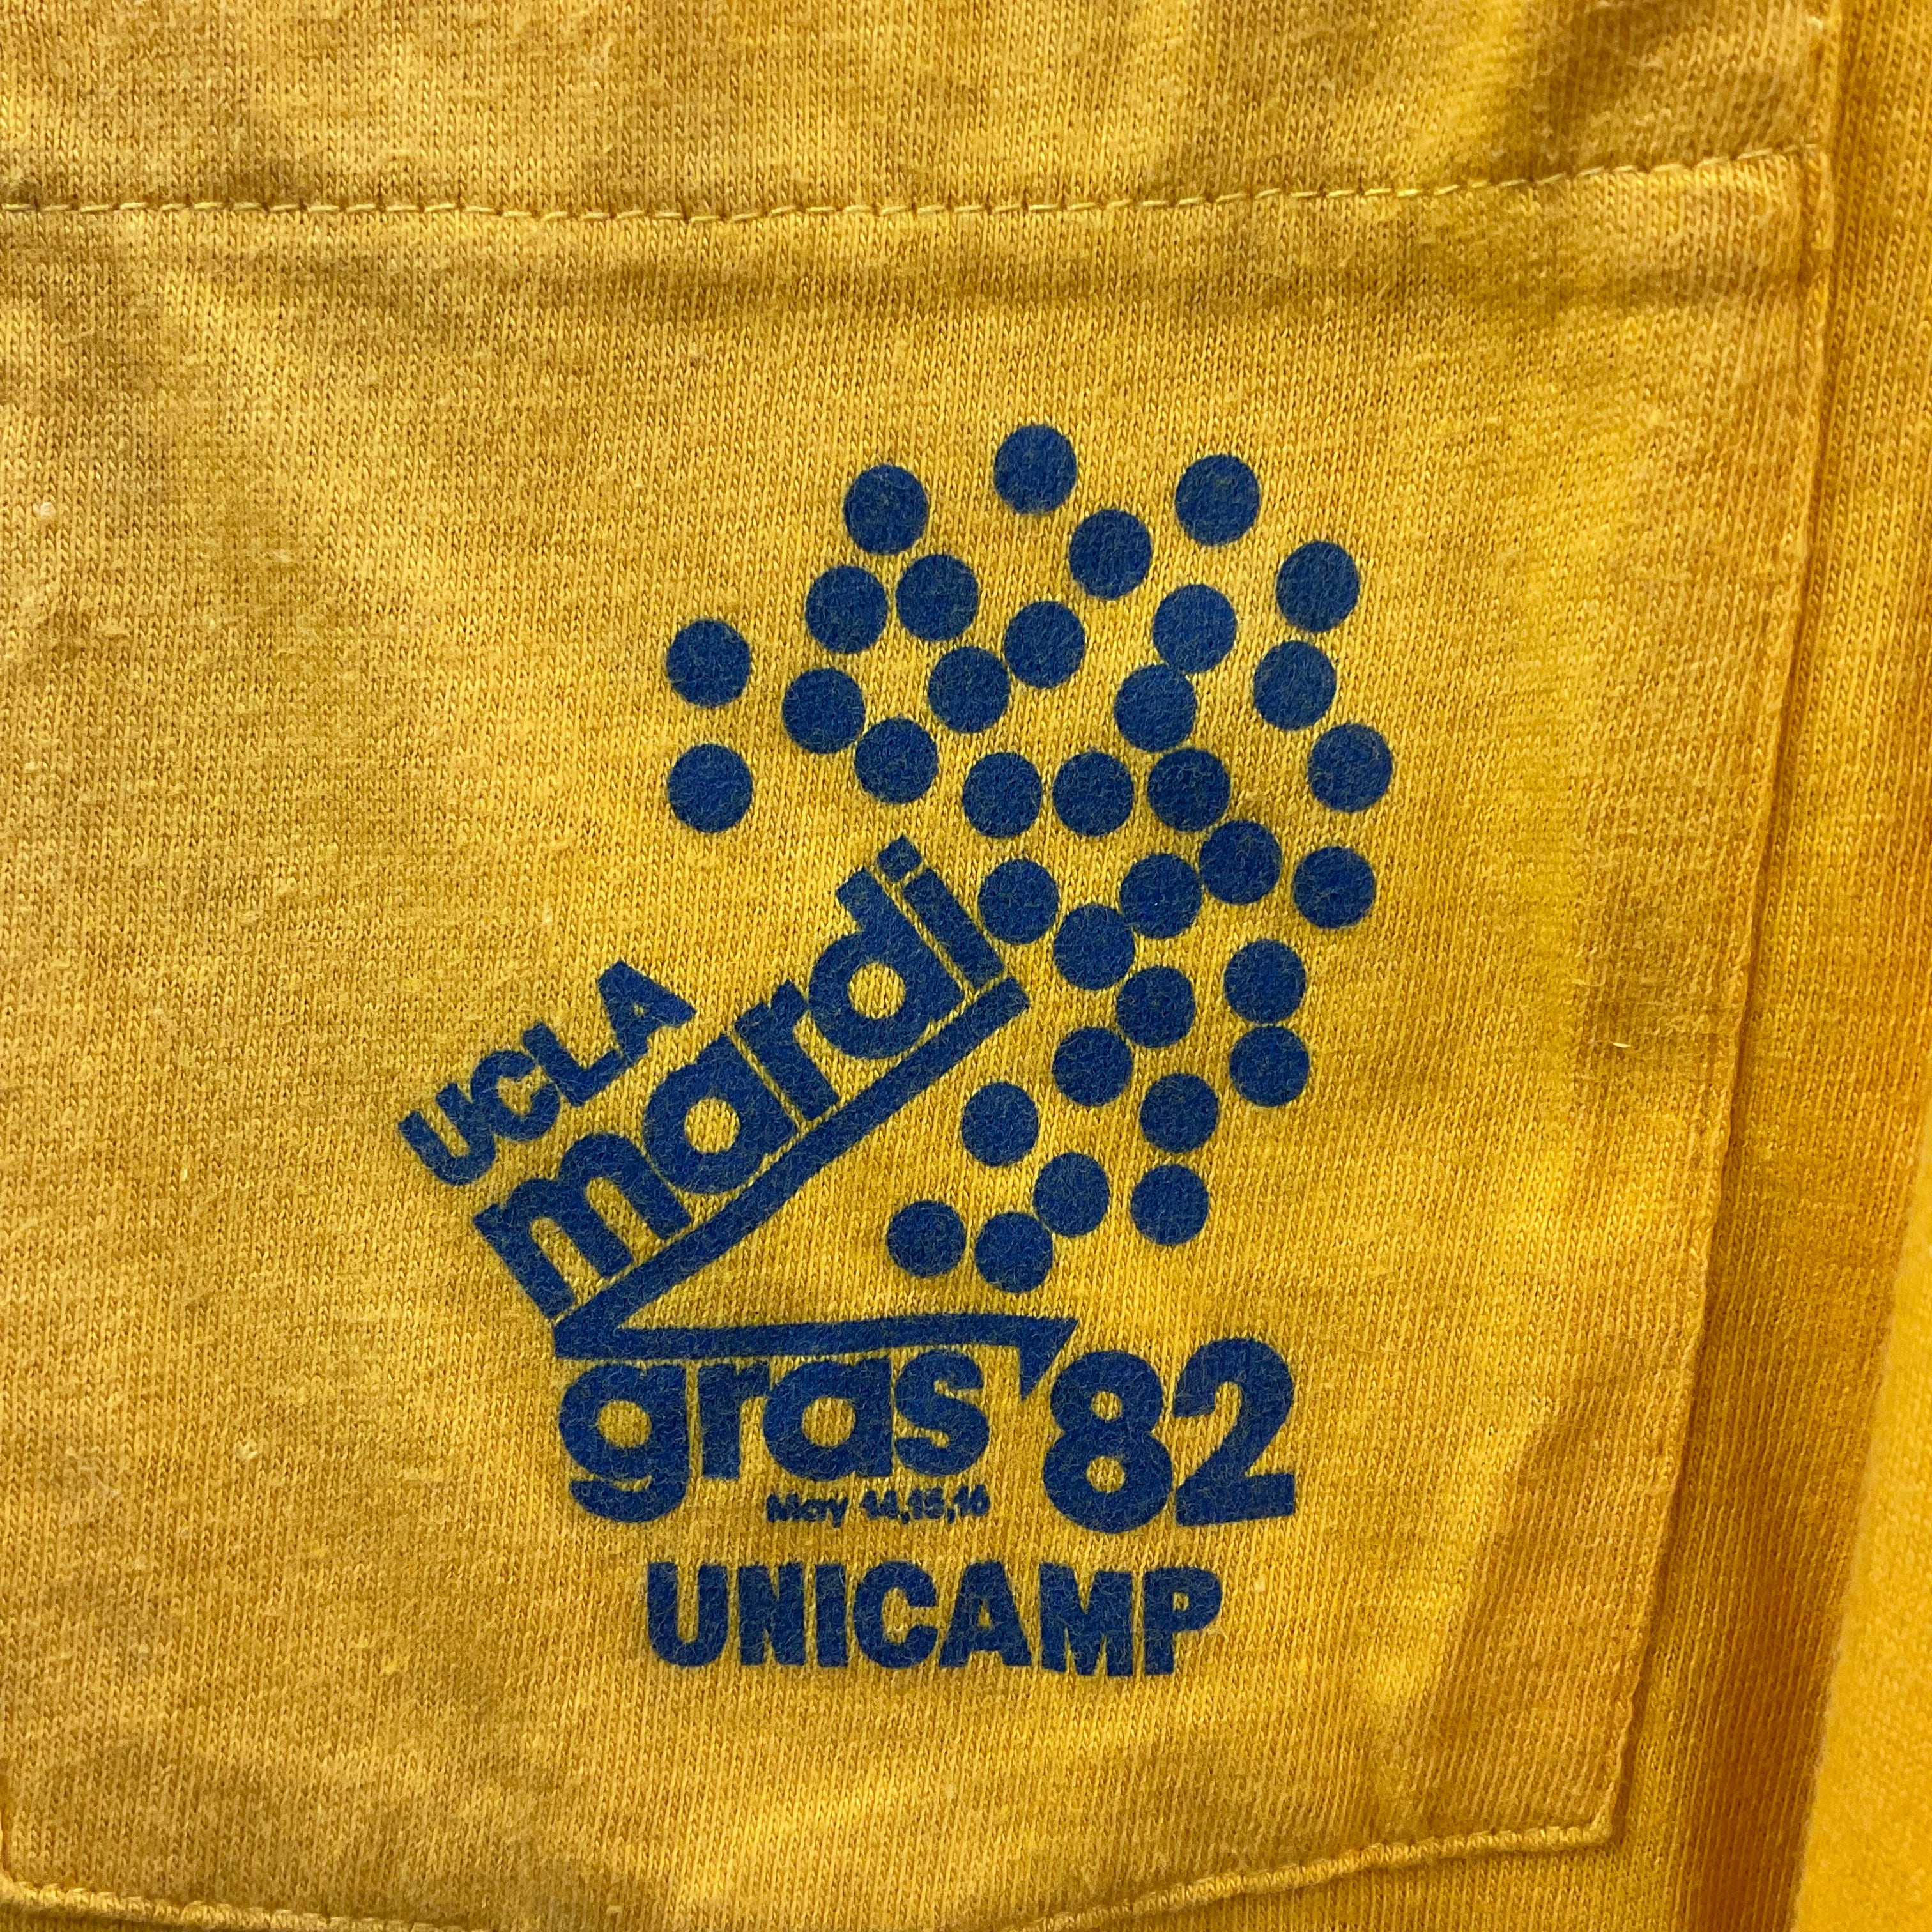 UCLA
mardi
gras '82
May 14,15,16
UNICAMP